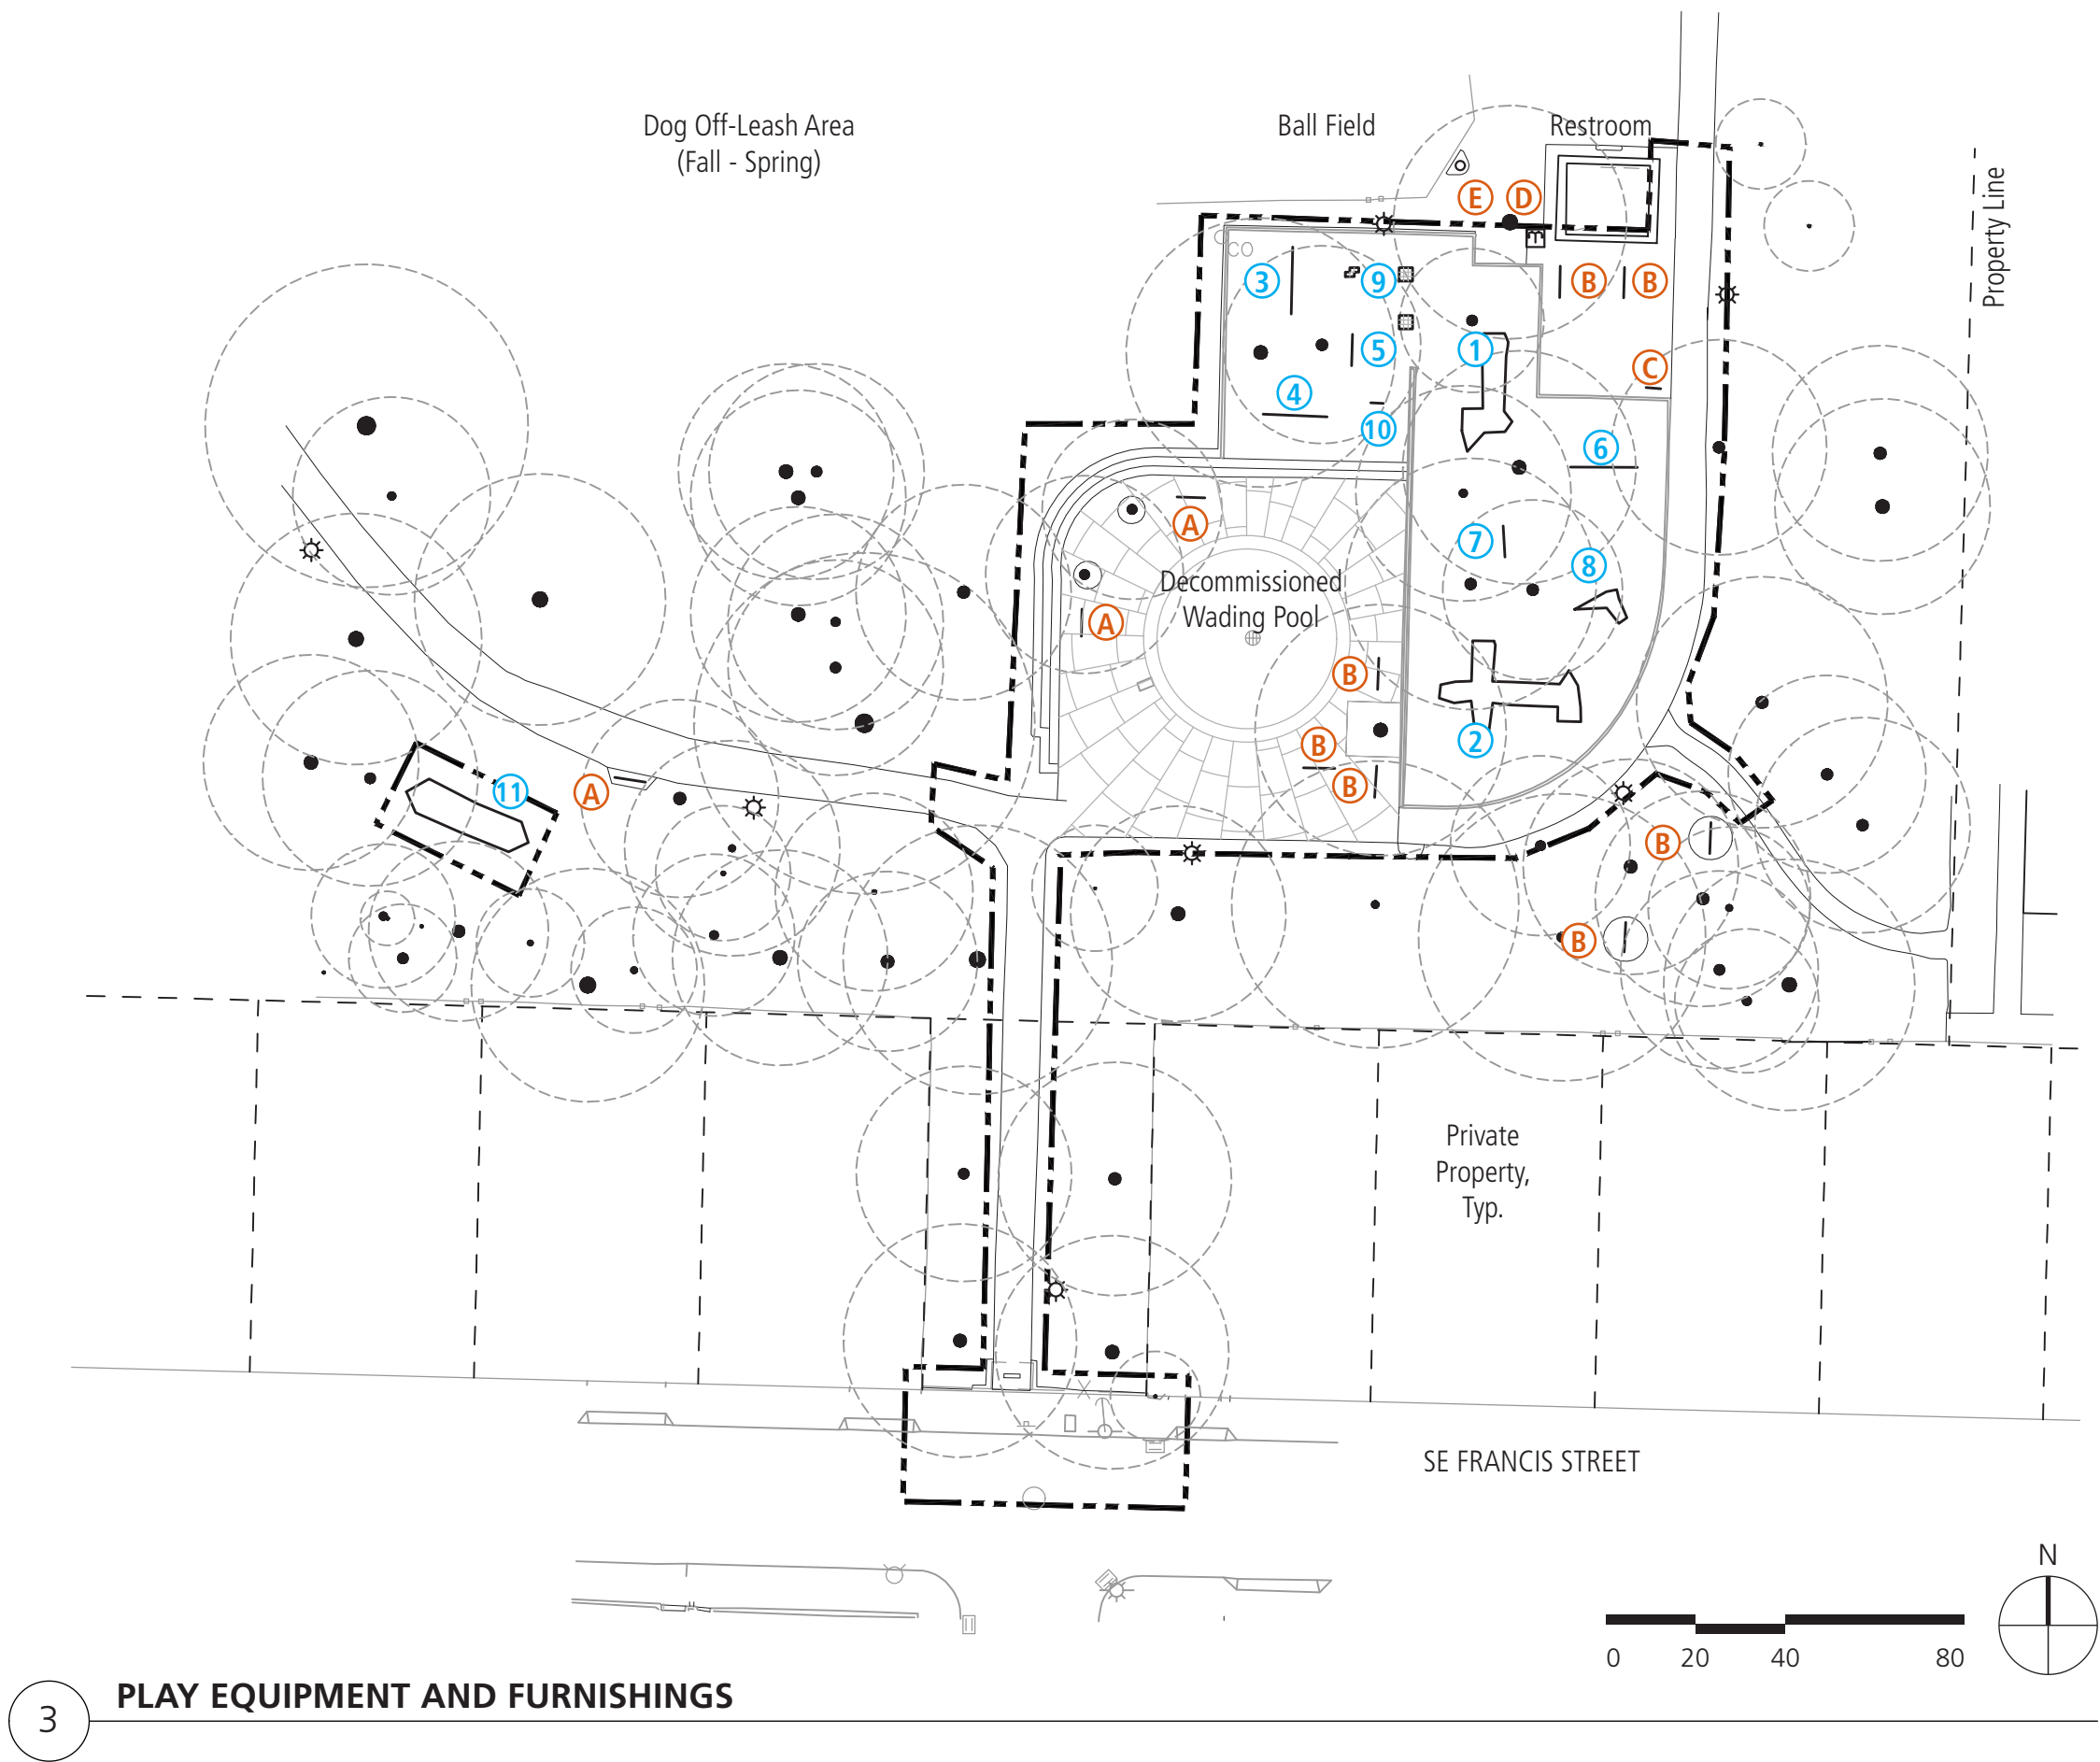 Dog Off-Leash Area
(Fall - Spring)
Ball Field
Restroom
Property Line
E D
CO
3 9 B B
5 1 C
4
10 6
A
7 8
Decommissioned
Wading Pool
A
B
B 2
11 A B
B
B
Private
Property,
Typ.
SE FRANCIS STREET
N
0 20 40 80
3 PLAY EQUIPMENT AND FURNISHINGS